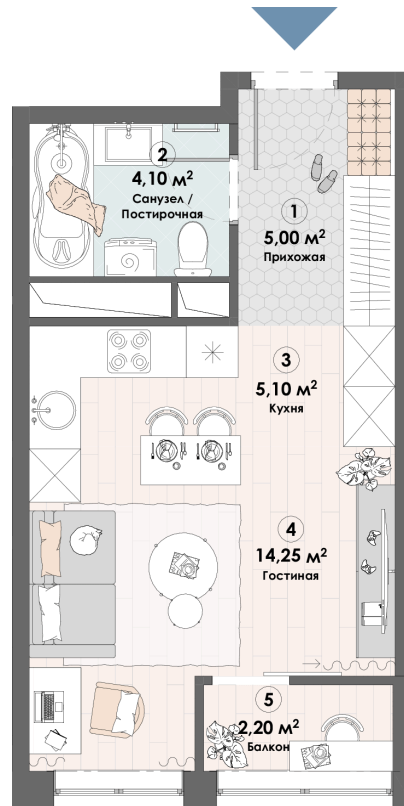 2
4,10 м²
Санузел /
Постирочная
1
5,00 м²
Прихожая
3
5,10 м²
Кухня
4
14,25 м²
Гостиная
5
2,20 м²
Балкон